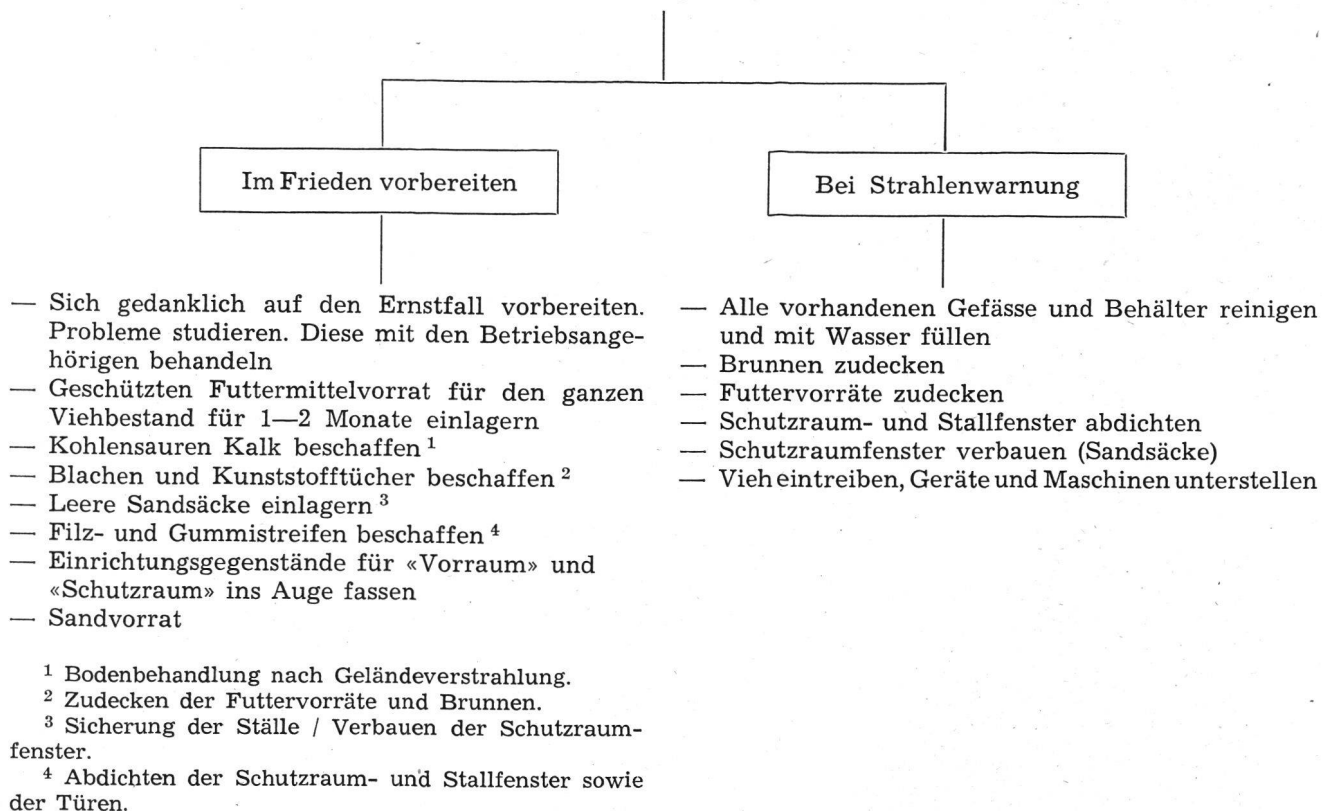 Im Frieden vorbereiten
— Sich gedanklich auf den Ernstfall vorbereiten.
Probleme studieren. Diese mit den Betriebsange-
hörigen behandeln
— Geschützten Futtermittelvorrat für den ganzen
Viehbestand für 1—2 Monate einlagern
— Kohlensauren Kalk beschaffen ¹
— Blachen und Kunststofftücher beschaffen ²
— Leere Sandsäcke einlagern ³
— Filz- und Gummistreifen beschaffen ⁴
— Einrichtungsgegenstände für «Vorraum» und
«Schutzraum» ins Auge fassen
— Sandvorrat
¹ Bodenbehandlung nach Geländeverstrahlung.
² Zudecken der Futtervorräte und Brunnen.
³ Sicherung der Ställe / Verbauen der Schutzraum-
fenster.
⁴ Abdichten der Schutzraum- und Stallfenster sowie
der Türen.
Bei Strahlenwarnung
— Alle vorhandenen Gefässe und Behälter reinigen
und mit Wasser füllen
— Brunnen zudecken
— Futtervorräte zudecken
— Schutzraum- und Stallfenster abdichten
— Schutzraumfenster verbauen (Sandsäcke)
— Vieh eintreiben, Geräte und Maschinen unterstellen